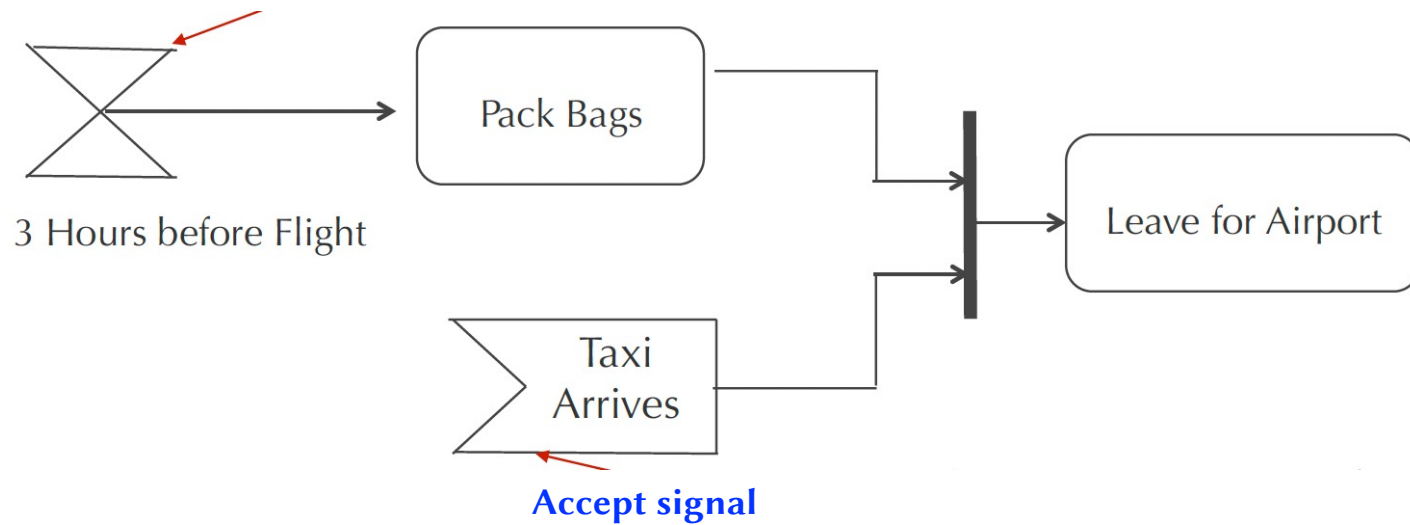 Pack Bags
3 Hours before Flight
Leave for Airport
Taxi
Arrives
Accept signal